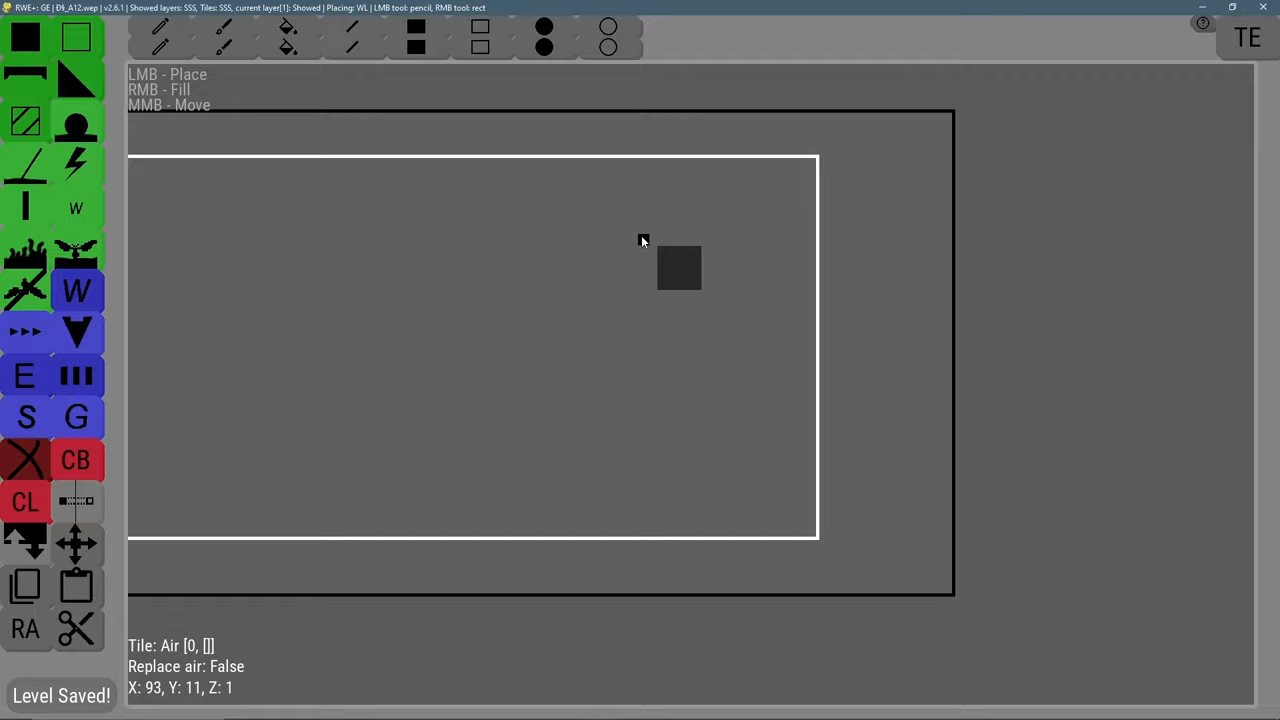 RWE+: GE | Đ§_A12.wep | v2.6.1 | Showed layers: SSS, Tiles: SSS, current layer[1]: Showed | Placing: WL | LMB tool: pencil, RMB tool: rect
TE
LMB - Place
RMB - Fill
MMB - Move
W
W
E
S G
CB
CL
RA
Tile: Air [0, []]
Replace air: False
X: 93, Y: 11, Z: 1
Level Saved!